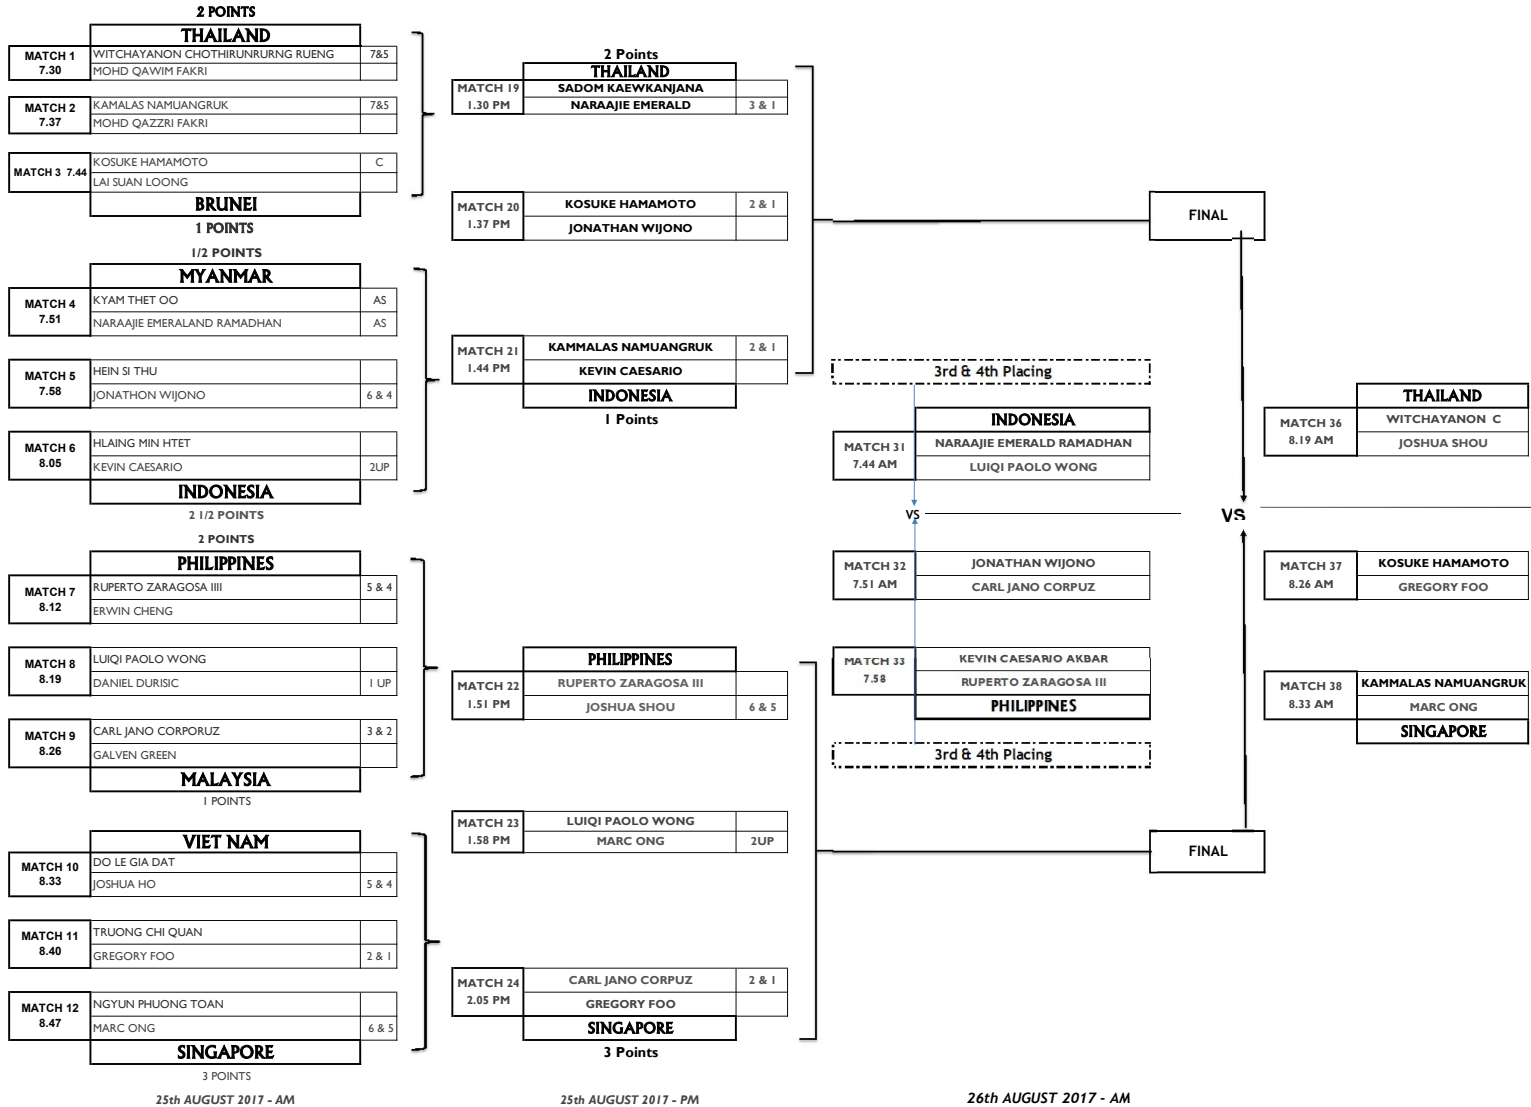 2 POINTS
THAILAND
MATCH 1
7.30
WITCHAYANON CHOTHIRUNRURNG RUENG 7&5
MOHD QAWIM FAKRI
MATCH 2
7.37
KAMALAS NAMUANGRUK 7&5
MOHD QAZZRI FAKRI
MATCH 3 7.44
KOSUKE HAMAMOTO C
LAI SUAN LOONG
BRUNEI
1 POINTS
1/2 POINTS
MYANMAR
MATCH 4
7.51
KYAM THET OO AS
NARAAJIE EMERALAND RAMADHAN AS
MATCH 5
7.58
HEIN SI THU
JONATHON WIJONO 6 & 4
MATCH 6
8.05
HLAING MIN HTET
KEVIN CAESARIO 2UP
INDONESIA
2 1/2 POINTS
2 POINTS
PHILIPPINES
MATCH 7
8.12
RUPERTO ZARAGOSA IIII 5 & 4
ERWIN CHENG
MATCH 8
8.19
LUIQI PAOLO WONG
DANIEL DURISIC 1 UP
MATCH 9
8.26
CARL JANO CORPORUZ 3 & 2
GALVEN GREEN
MALAYSIA
1 POINTS
VIET NAM
MATCH 10
8.33
DO LE GIA DAT
JOSHUA HO 5 & 4
MATCH 11
8.40
TRUONG CHI QUAN
GREGORY FOO 2 & 1
MATCH 12
8.47
NGYUN PHUONG TOAN
MARC ONG 6 & 5
SINGAPORE
3 POINTS
25th AUGUST 2017 - AM
2 Points
THAILAND
MATCH 19
1.30 PM
SADOM KAEWKANJANA
NARAAJIE EMERALD 3 & 1
MATCH 20
1.37 PM
KOSUKE HAMAMOTO 2 & 1
JONATHAN WIJONO
MATCH 21
1.44 PM
KAMMALAS NAMUANGRUK 2 & 1
KEVIN CAESARIO
INDONESIA
1 Points
PHILIPPINES
MATCH 22
1.51 PM
RUPERTO ZARAGOSA III
JOSHUA SHOU 6 & 5
MATCH 23
1.58 PM
LUIQI PAOLO WONG
MARC ONG 2UP
MATCH 24
2.05 PM
CARL JANO CORPUZ 2 & 1
GREGORY FOO
SINGAPORE
3 Points
25th AUGUST 2017 - PM
3rd & 4th Placing
INDONESIA
MATCH 31
7.44 AM
NARAAJIE EMERALD RAMADHAN
LUIQI PAOLO WONG
VS
MATCH 32
7.51 AM
JONATHAN WIJONO
CARL JANO CORPUZ
MATCH 33
7.58
KEVIN CAESARIO AKBAR
RUPERTO ZARAGOSA III
PHILIPPINES
3rd & 4th Placing
26th AUGUST 2017 - AM
FINAL
VS
FINAL
THAILAND
MATCH 36
8.19 AM
WITCHAYANON C
JOSHUA SHOU
MATCH 37
8.26 AM
KOSUKE HAMAMOTO
GREGORY FOO
MATCH 38
8.33 AM
KAMMALAS NAMUANGRUK
MARC ONG
SINGAPORE